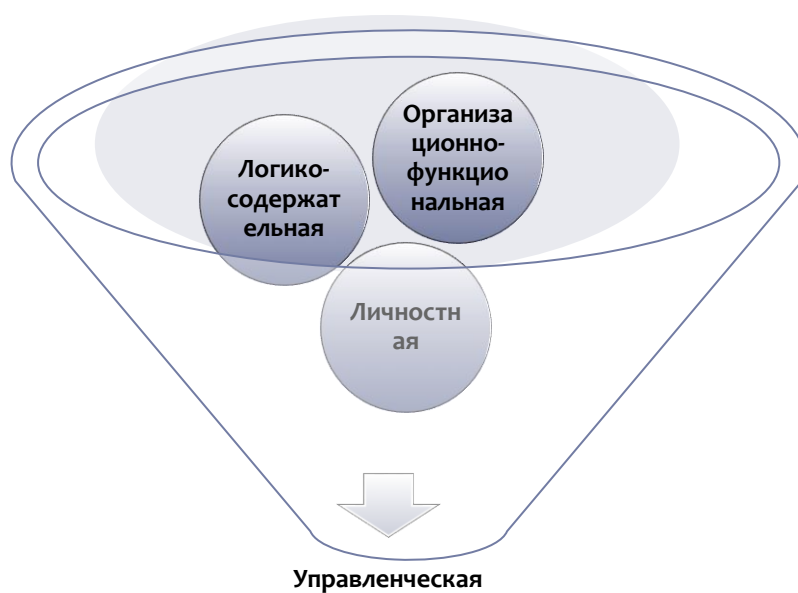 Организа
ционно-
функцио
нальная
Логико-
содержат
ельная
Личностн
ая
Управленческая